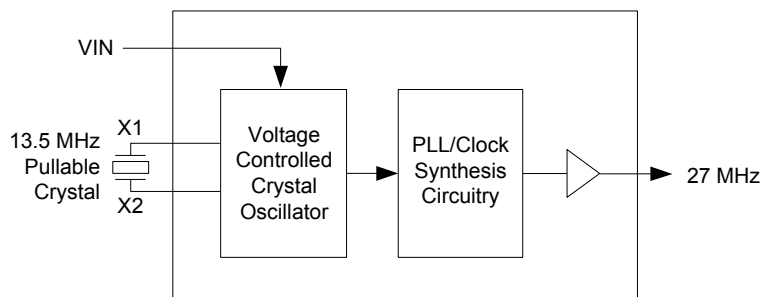 VIN
13.5 MHz
Pullable
Crystal
X1
X2
Voltage
Controlled
Crystal
Oscillator
PLL/Clock
Synthesis
Circuitry
27 MHz